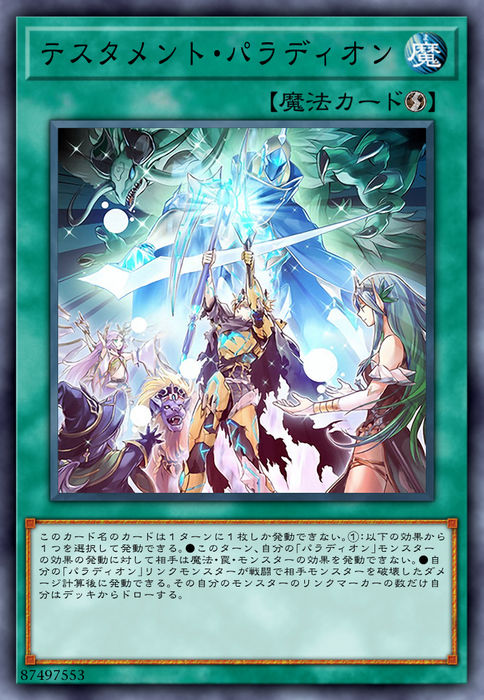 テスタメント・パラディオン 魔
【魔法カード】
このカード名のカードは1ターンに1枚しか発動できない。①:以下の効果から
1つを選択して発動できる。●このターン、自分の「パラディオン」モンスター
の効果の発動に対して相手は魔法・罠・モンスターの効果を発動できない。●自
分の「パラディオン」リンクモンスターが戦闘で相手モンスターを破壊したダメ
ージ計算後に発動できる。その自分のモンスターのリンクマーカーの数だけ自
分はデッキからドローする。
87497553